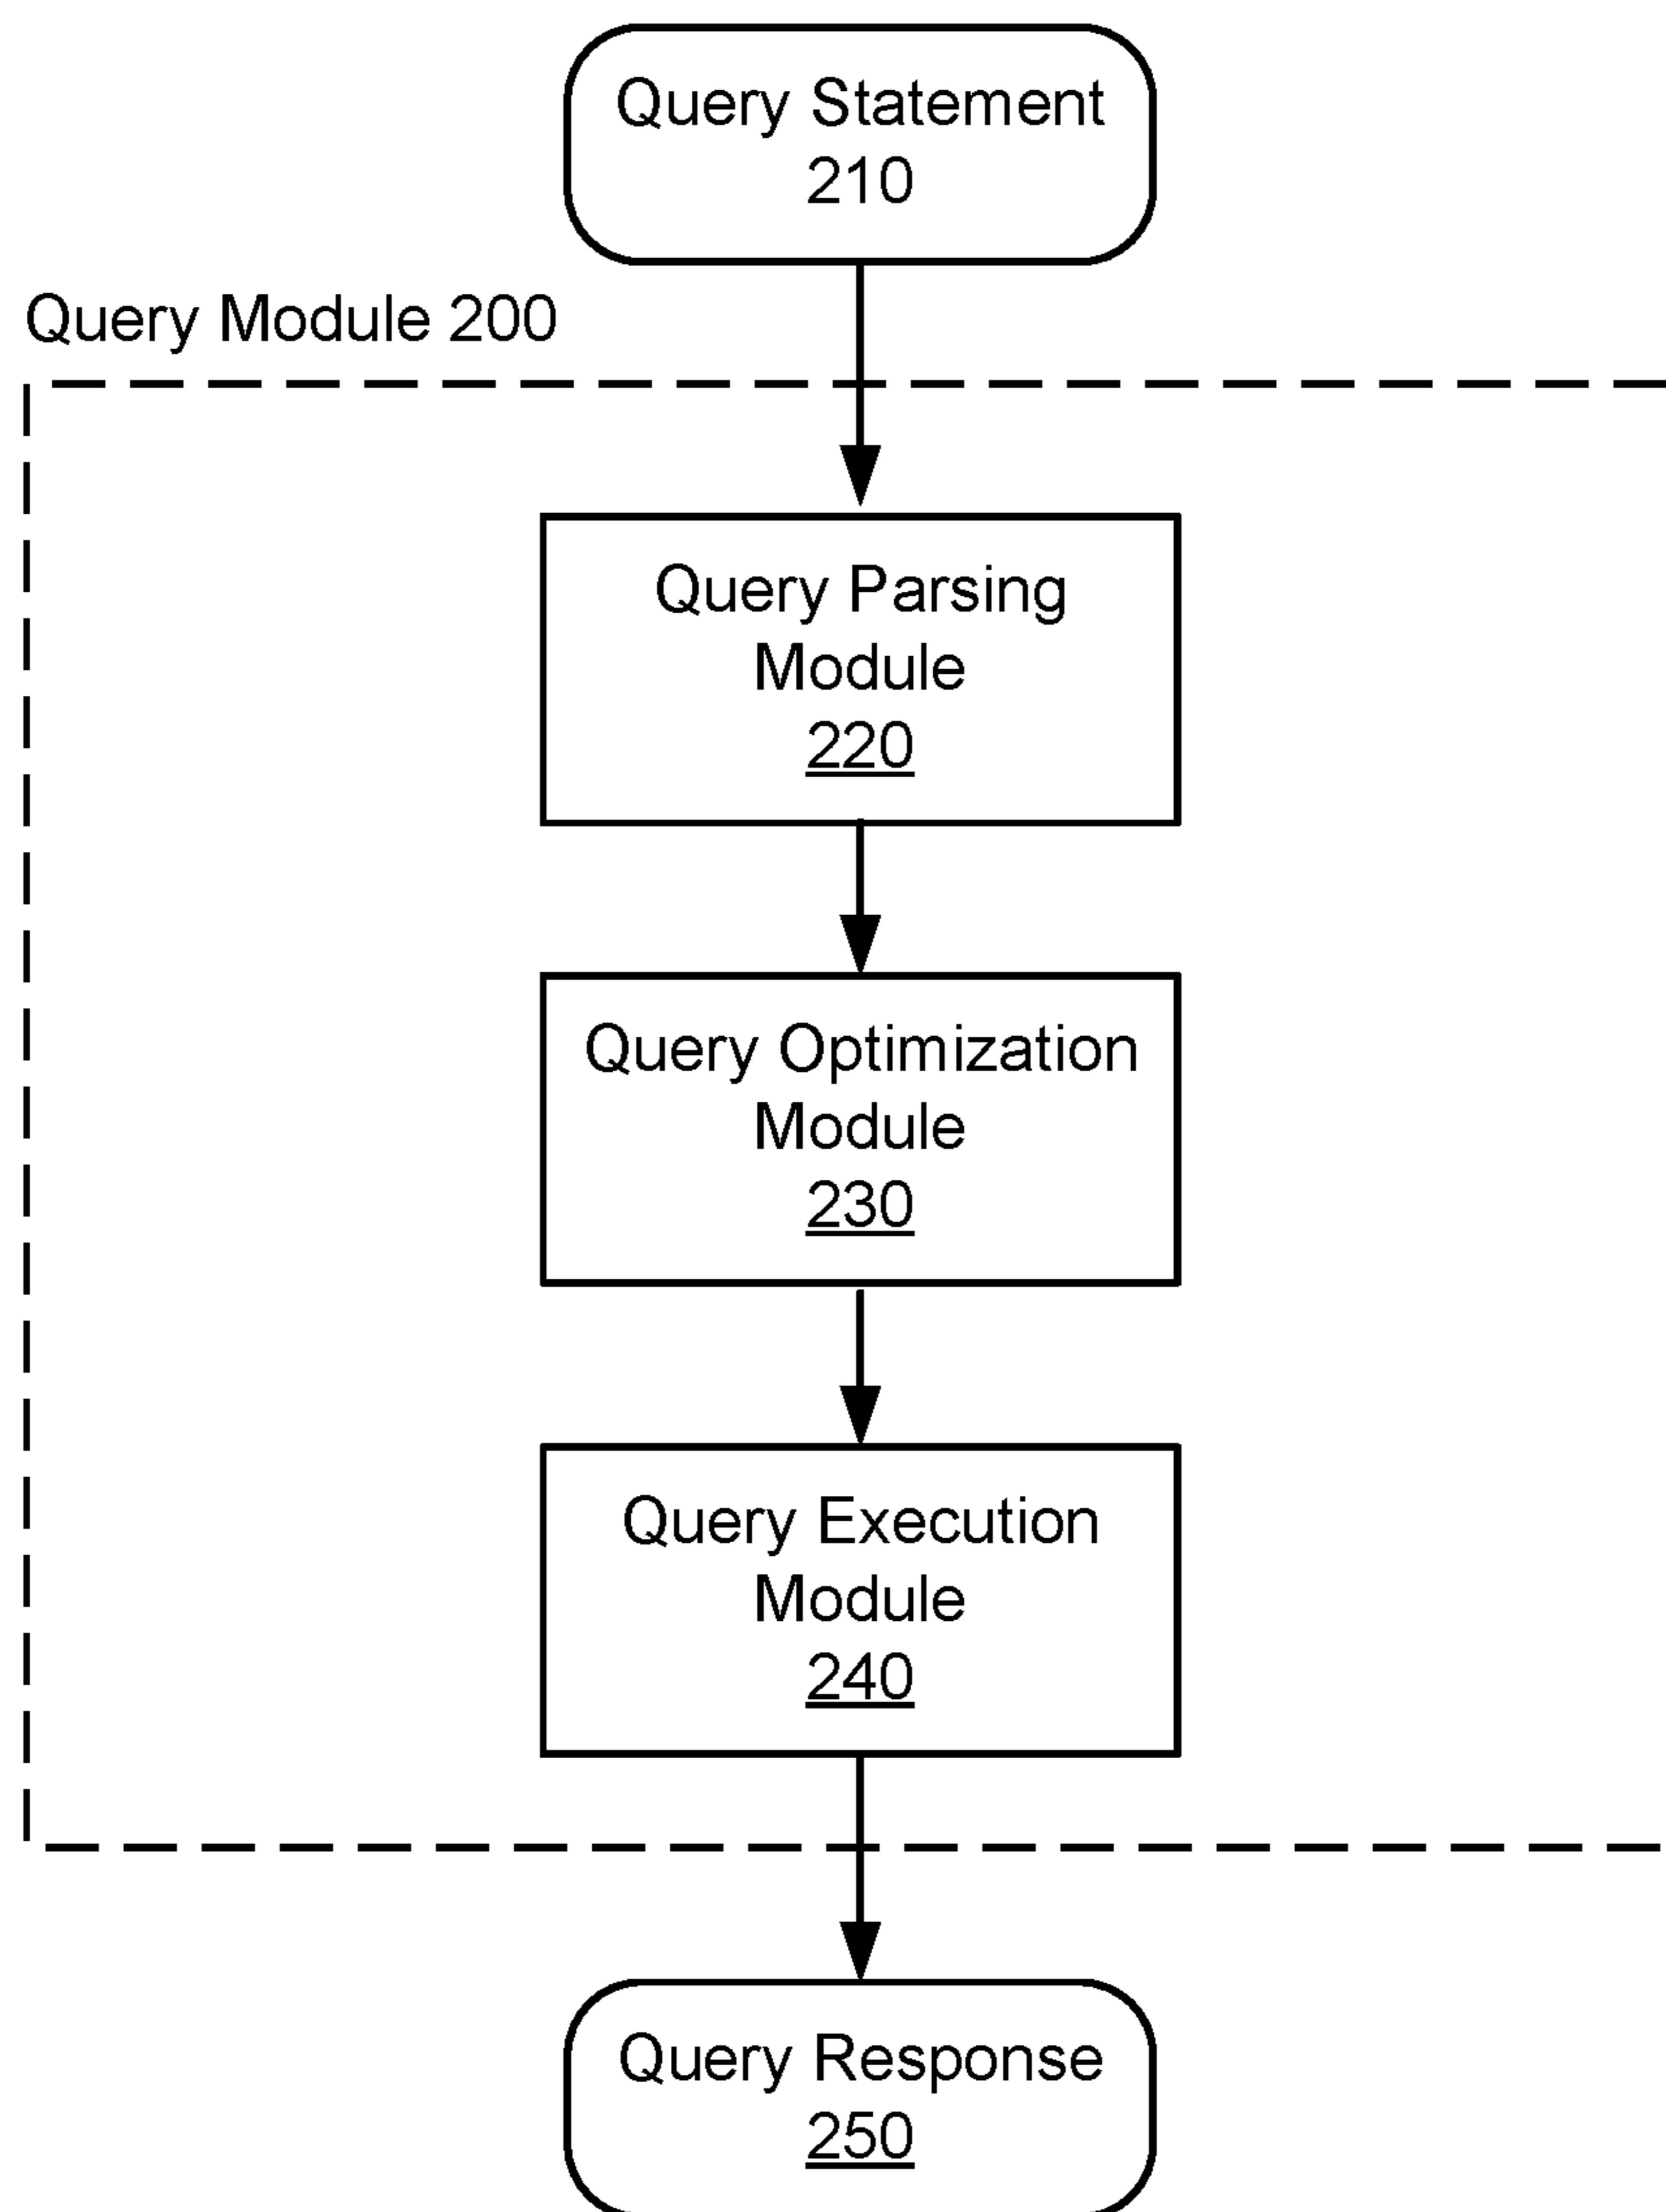 Query Statement
210
Query Module 200
Query Parsing
Module
220
Query Optimization
Module
230
Query Execution
Module
240
Query Response
250